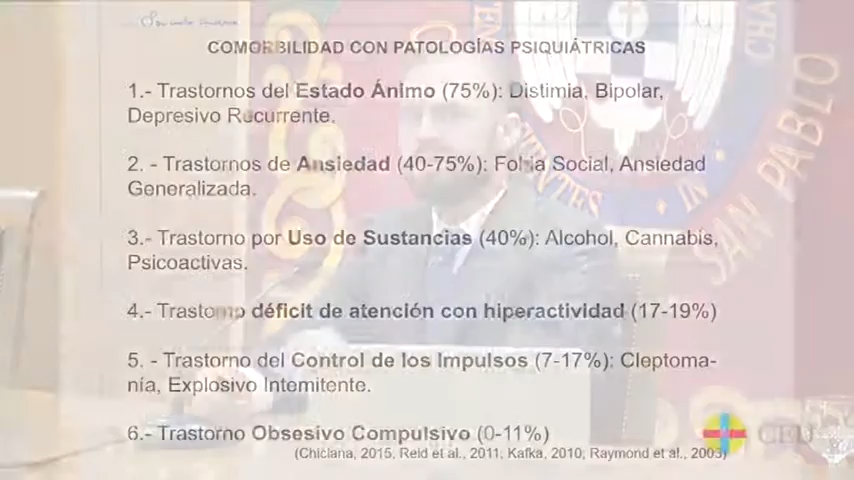 COMORBILIDAD CON PATOLOGÍAS PSIQUIÁTRICAS
1.- Trastornos del Estado Ánimo (75%): Distimia, Bipolar,
Depresivo Recurrente.
2. - Trastornos de Ansiedad (40-75%): Fobia Social, Ansiedad
Generalizada.
3.- Trastorno por Uso de Sustancias (40%): Alcohol, Cannabis,
Psicoactivas.
4.- Trastorno déficit de atención con hiperactividad (17-19%)
5. - Trastorno del Control de los Impulsos (7-17%): Cleptoma-
nía, Explosivo Intemitente.
6.- Trastorno Obsesivo Compulsivo (0-11%)
(Chiclana, 2015, Reid et al., 2011, Kafka, 2010; Raymond et al., 2003)
CEU
SAN PABLO
IN